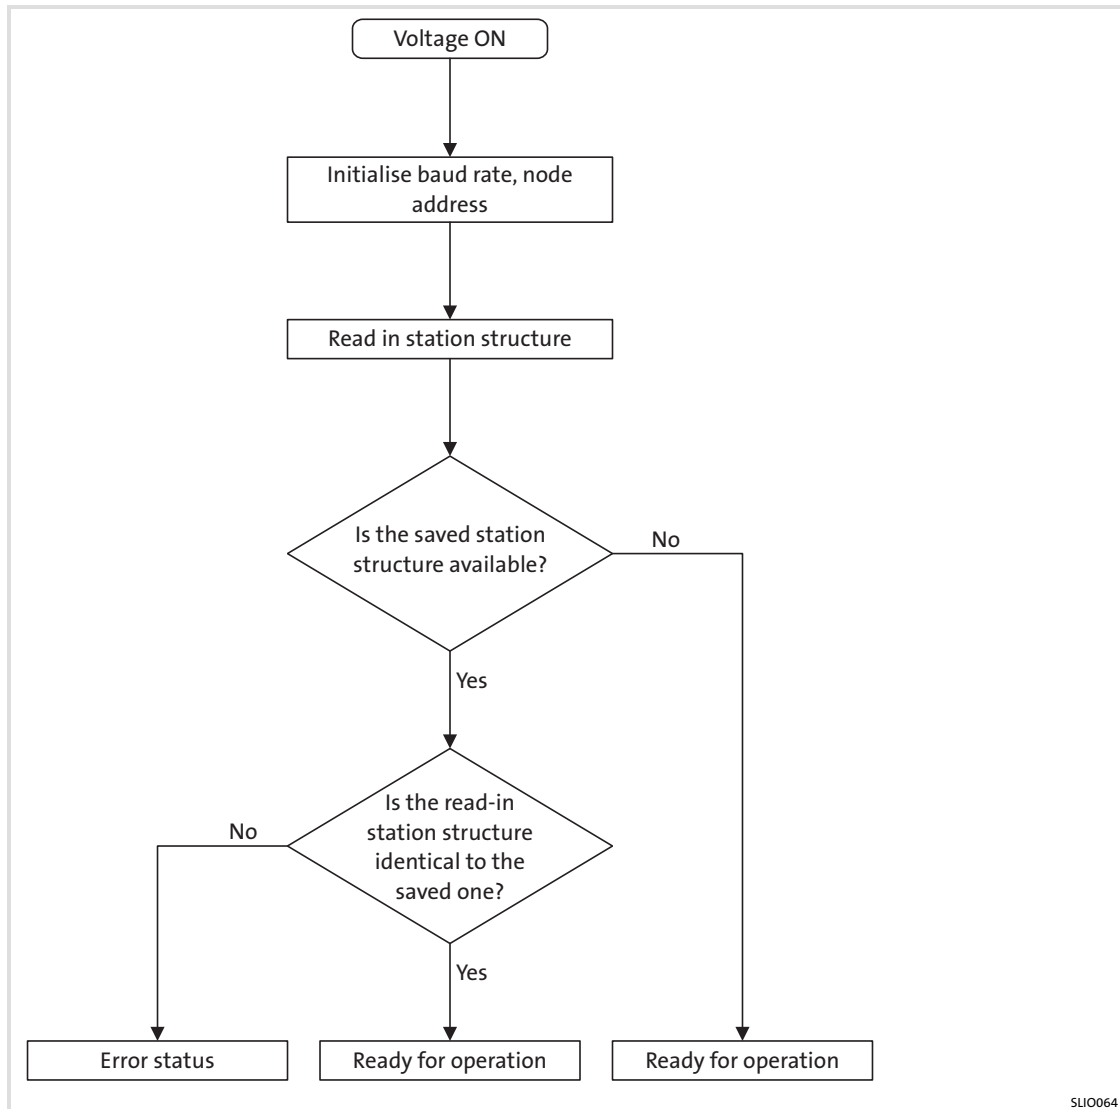 Voltage ON
Initialise baud rate, node
address
Read in station structure
Is the saved station
structure available?
No
Yes
Is the read-in
station structure
identical to the
saved one?
No
Yes
Error status
Ready for operation
Ready for operation
SLIO064